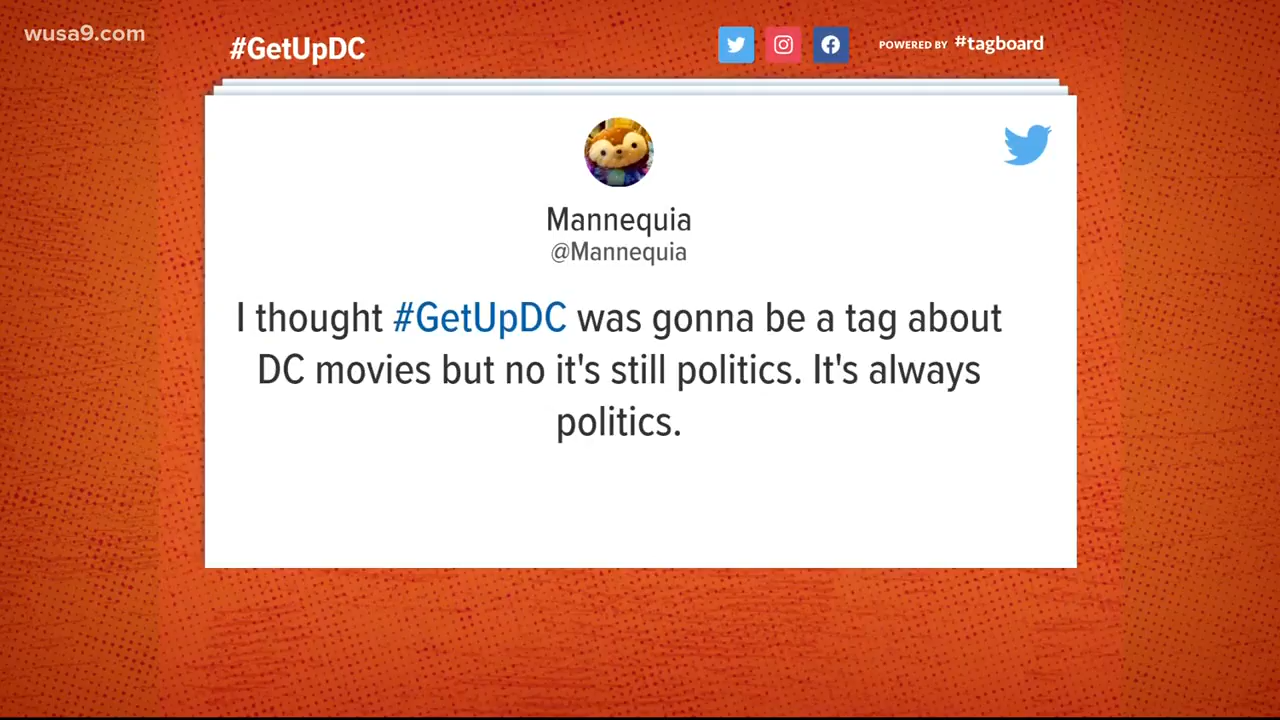 wusa9.com
#GetUpDC
POWERED BY #tagboard
Mannequia
@Mannequia
I thought #GetUpDC was gonna be a tag about
DC movies but no it's still politics. It's always
politics.